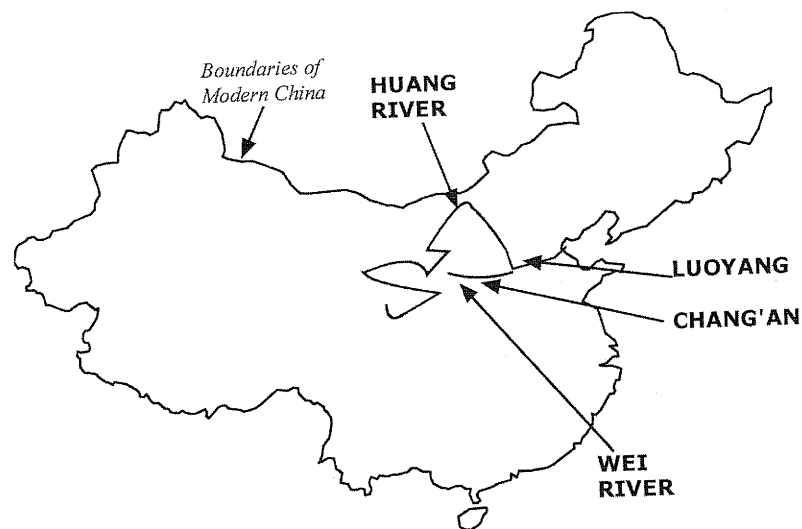 Boundaries of
Modern China
HUANG
RIVER
LUOYANG
CHANG'AN
WEI
RIVER